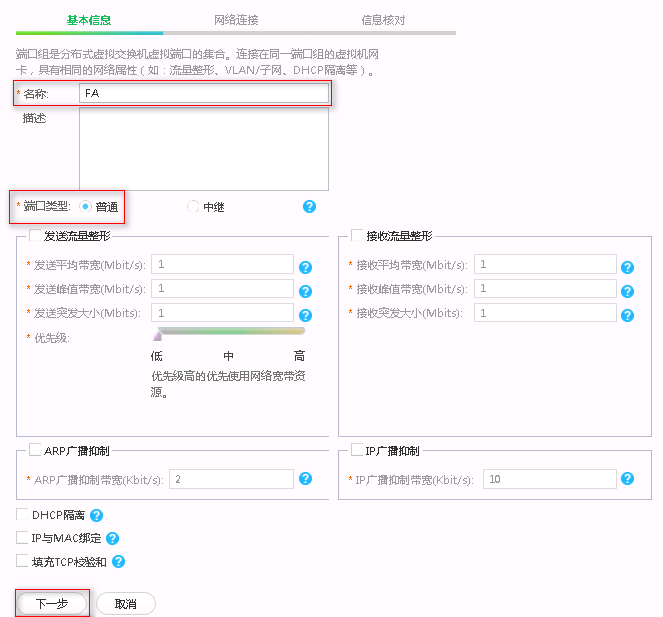 基本信息 网络连接 信息核对
端口组是分布式虚拟交换机虚拟端口的集合。连接在同一端口组的虚拟机网
卡，具有相同的网络属性（如：流量整形、VLAN/子网、DHCP隔离等）。
* 名称: FA
描述
* 端口类型: 普通 中继
发送流量整形 接收流量整形
* 发送平均带宽(Mbit/s): 1 * 接收平均带宽(Mbit/s): 1
* 发送峰值带宽(Mbit/s): 1 * 接收峰值带宽(Mbit/s): 1
* 发送突发大小(Mbits): 1 * 接收突发大小(Mbits): 1
* 优先级:
低 中 高
优先级高的优先使用网络宽带资
源。
ARP广播抑制 IP广播抑制
* ARP广播抑制带宽(Kbit/s): 2 * IP广播抑制带宽(Kbit/s): 10
DHCP隔离
IP与MAC绑定
填充TCP校验和
下一步 取消